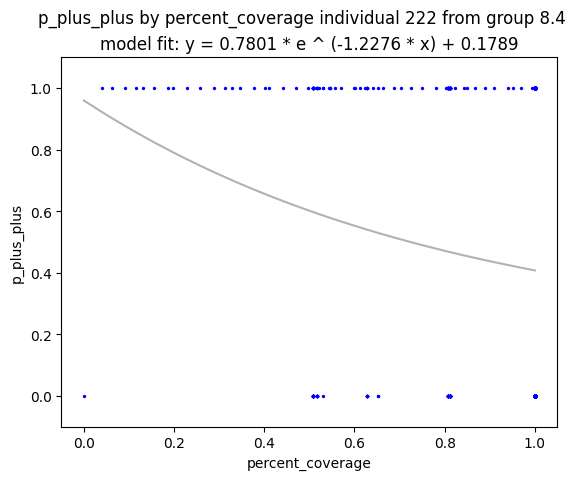 p_plus_plus by percent_coverage individual 222 from group 8.4
model fit: y = 0.7801 * e ^ (-1.2276 * x) + 0.1789
1.0
0.8
0.6
0.4
0.2
0.0
p_plus_plus
0.0 0.2 0.4 0.6 0.8 1.0
percent_coverage